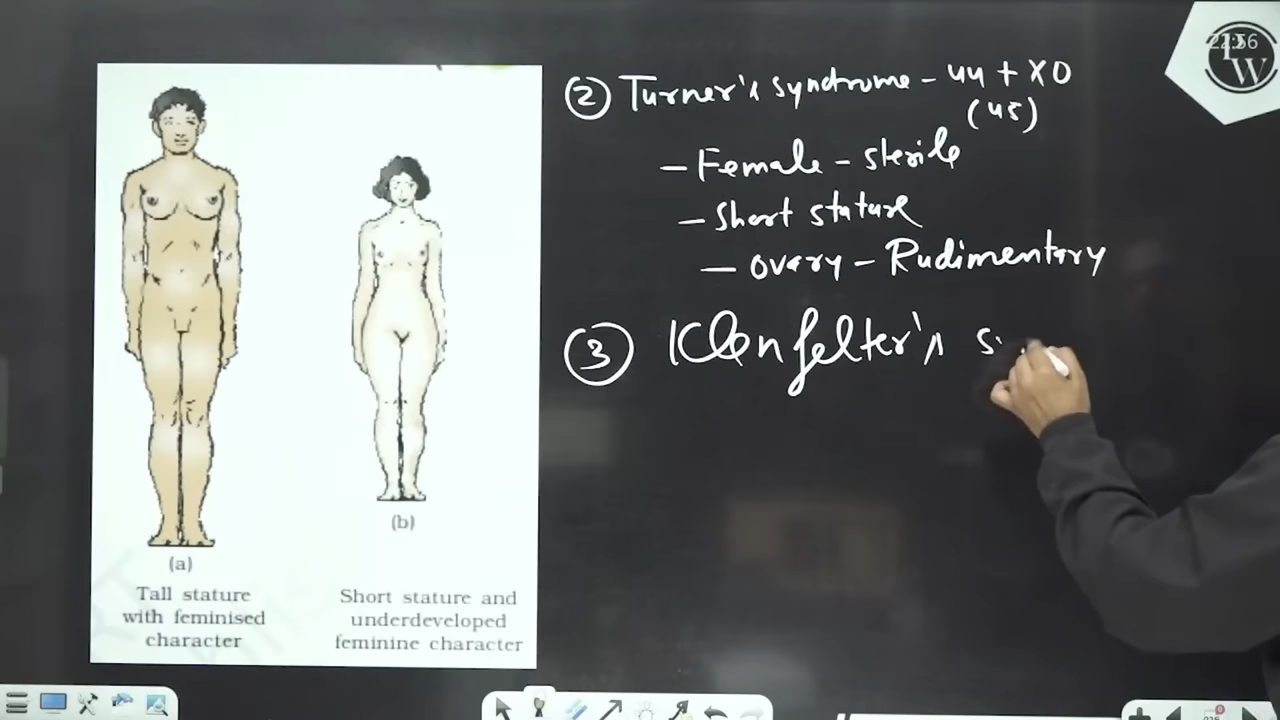 ② Turner's syndrome - 44 + XO
(45)
- Female - sterile
- Short stature
- Ovary - Rudimentary
③ Klenfelter's s
(a)
Tall stature
with feminised
character
(b)
Short stature and
underdeveloped
feminine character
W